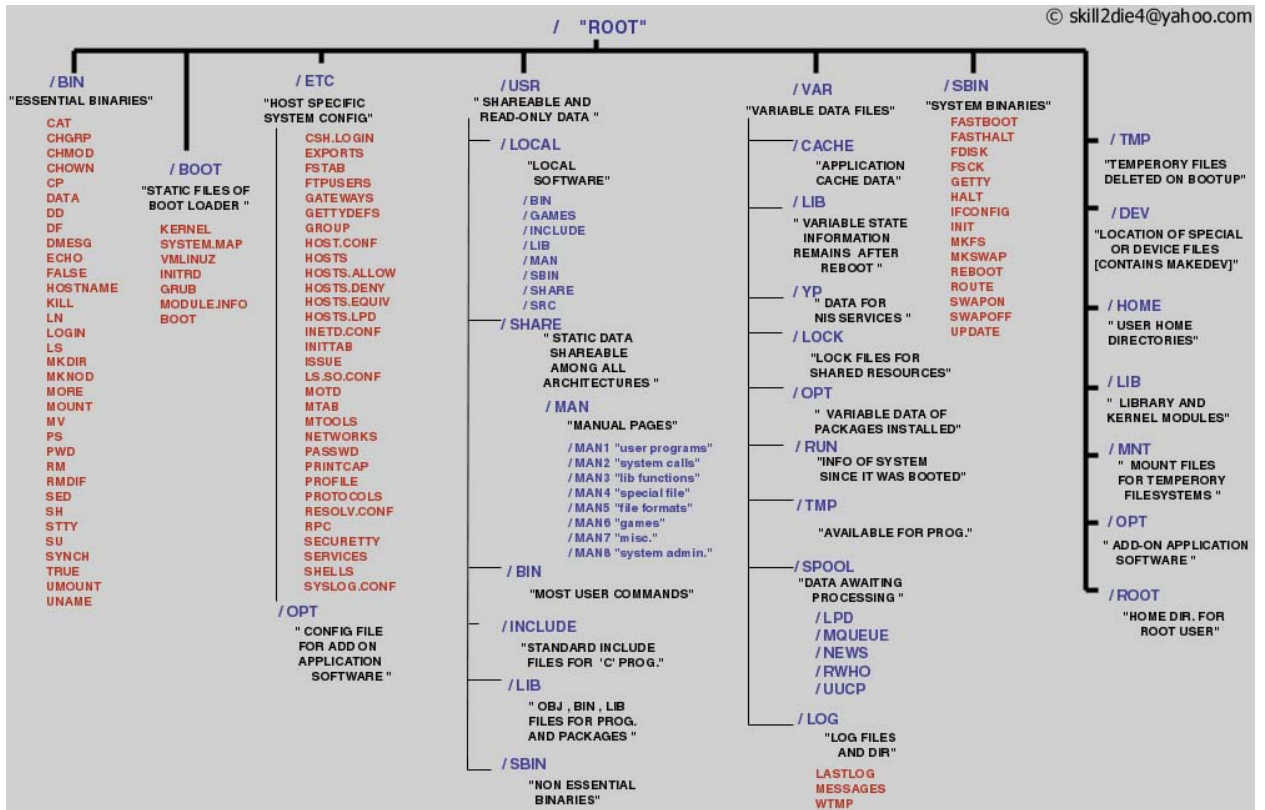 © skill2die4@yahoo.com
/ "ROOT"
/ BIN
"ESSENTIAL BINARIES"
CAT
CHGRP
CHMOD
CHOWN
CP
DATA
DD
DF
DMESG
ECHO
FALSE
HOSTNAME
KILL
LN
LOGIN
LS
MKDIR
MKNOD
MORE
MOUNT
MV
PS
PWD
RM
RMDIF
SED
SH
STTY
SU
SYNCH
TRUE
UMOUNT
UNAME
/ BOOT
"STATIC FILES OF
BOOT LOADER "
KERNEL
SYSTEM.MAP
VMLINUZ
INITRD
GRUB
MODULE.INFO
BOOT
/ ETC
"HOST SPECIFIC
SYSTEM CONFIG"
CSH.LOGIN
EXPORTS
FSTAB
FTPUSERS
GATEWAYS
GETTYDEFS
GROUP
HOST.CONF
HOSTS
HOSTS.ALLOW
HOSTS.DENY
HOSTS.EQUIV
HOSTS.LPD
INETD.CONF
INITTAB
ISSUE
LS.SO.CONF
MOTD
MTAB
MTOOLS
NETWORKS
PASSWD
PRINTCAP
PROFILE
PROTOCOLS
RESOLV.CONF
RPC
SECURETTY
SERVICES
SHELLS
SYSLOG.CONF
/ OPT
" CONFIG FILE
FOR ADD ON
APPLICATION
SOFTWARE "
/ USR
" SHAREABLE AND
READ-ONLY DATA "
/ LOCAL
"LOCAL
SOFTWARE"
/ BIN
/ GAMES
/ INCLUDE
/ LIB
/ MAN
/ SBIN
/ SHARE
/ SRC
/ SHARE
" STATIC DATA
SHAREABLE
AMONG ALL
ARCHITECTURES "
/ MAN
"MANUAL PAGES"
/ MAN1 "user programs"
/ MAN2 "system calls"
/ MAN3 "lib functions"
/ MAN4 "special file"
/ MAN5 "file formats"
/ MAN6 "games"
/ MAN7 "misc."
/ MAN8 "system admin."
/ BIN
"MOST USER COMMANDS"
/ INCLUDE
"STANDARD INCLUDE
FILES FOR 'C' PROG."
/ LIB
" OBJ , BIN , LIB
FILES FOR PROG.
AND PACKAGES "
/ SBIN
"NON ESSENTIAL
BINARIES"
/ VAR
"VARIABLE DATA FILES"
/ CACHE
"APPLICATION
CACHE DATA"
/ LIB
" VARIABLE STATE
INFORMATION
REMAINS AFTER
REBOOT "
/ YP
" DATA FOR
NIS SERVICES "
/ LOCK
"LOCK FILES FOR
SHARED RESOURCES"
/ OPT
" VARIABLE DATA OF
PACKAGES INSTALLED"
/ RUN
"INFO OF SYSTEM
SINCE IT WAS BOOTED"
/ TMP
"AVAILABLE FOR PROG."
/ SPOOL
"DATA AWAITING
PROCESSING "
/ LPD
/ MQUEUE
/ NEWS
/ RWHO
/ UUCP
/ LOG
"LOG FILES
AND DIR"
LASTLOG
MESSAGES
WTMP
/ SBIN
"SYSTEM BINARIES"
FASTBOOT
FASTHALT
FDISK
FSCK
GETTY
HALT
IFCONFIG
INIT
MKFS
MKSWAP
REBOOT
ROUTE
SWAPON
SWAPOFF
UPDATE
/ TMP
"TEMPERORY FILES
DELETED ON BOOTUP"
/ DEV
"LOCATION OF SPECIAL
OR DEVICE FILES
[CONTAINS MAKEDEV]"
/ HOME
" USER HOME
DIRECTORIES"
/ LIB
" LIBRARY AND
KERNEL MODULES"
/ MNT
" MOUNT FILES
FOR TEMPERORY
FILESYSTEMS "
/ OPT
" ADD-ON APPLICATION
SOFTWARE "
/ ROOT
"HOME DIR. FOR
ROOT USER"